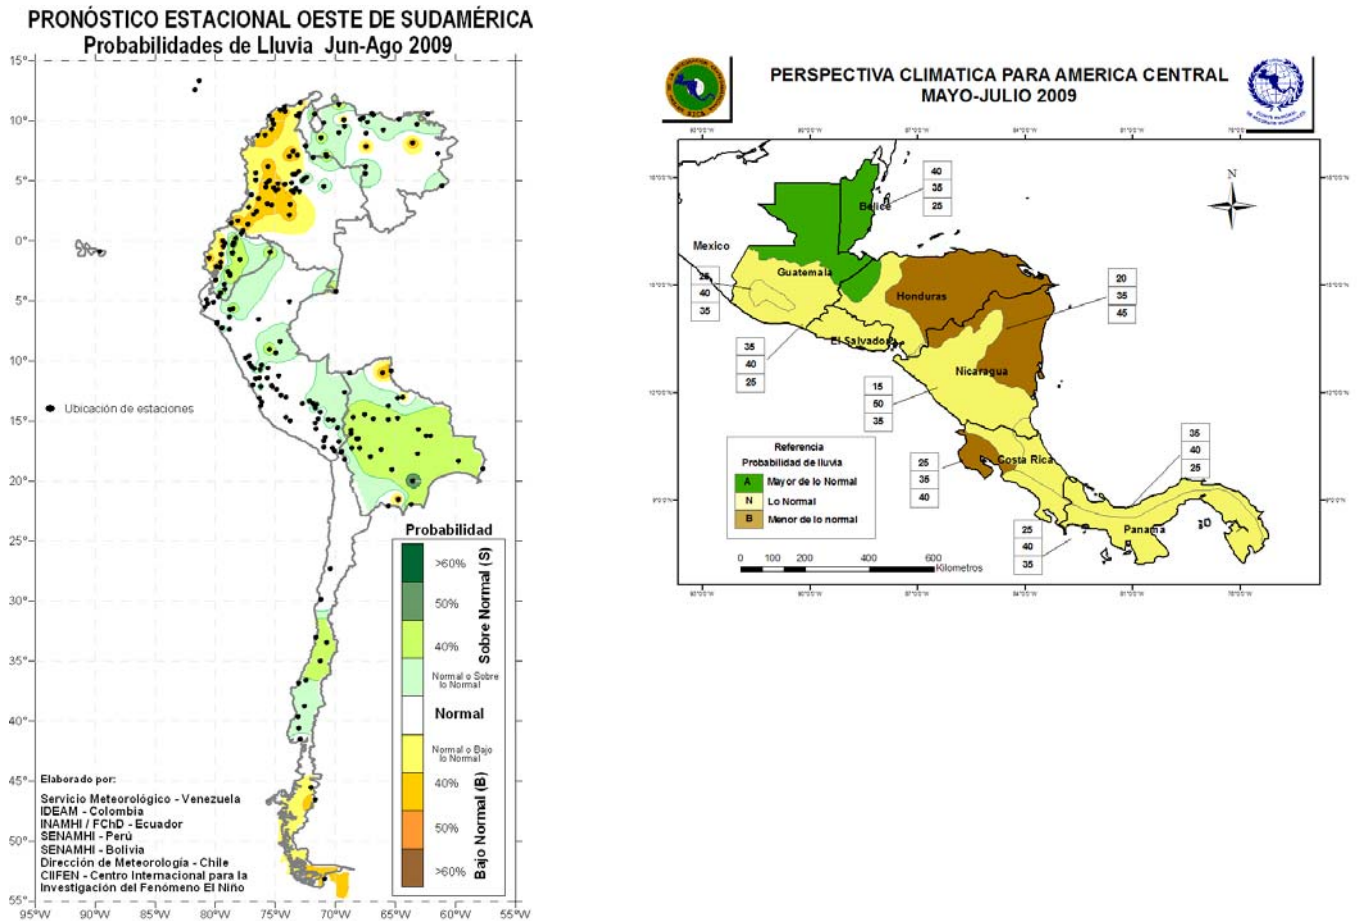 PRONÓSTICO ESTACIONAL OESTE DE SUDAMÉRICA
Probabilidades de Lluvia Jun-Ago 2009
15°
10°
5°
0°
5°
10°
15°
20°
25°
30°
35°
40°
45°
50°
55°
95°W
90°W
85°W
80°W
75°W
70°W
65°W
60°W
55°W
Ubicación de estaciones
Probabilidad
>60%
50%
40%
Normal o Sobre
lo Normal
Normal
Normal o Bajo
lo Normal
40%
50%
>60%
Sobre Normal (S)
Bajo Normal (B)
Elaborado por:
Servicio Meteorológico - Venezuela
IDEAM - Colombia
INAMHI / FChD - Ecuador
SENAMHI - Perú
SENAMHI - Bolivia
Dirección de Meteorología - Chile
CIIFEN - Centro Internacional para la
Investigación del Fenómeno El Niño
PERSPECTIVA CLIMATICA PARA AMERICA CENTRAL
MAYO-JULIO 2009
N
Mexico
Belice
Guatemala
Honduras
El Salvador
Nicaragua
Costa Rica
Panamá
40
35
25
25
40
35
20
35
45
35
40
25
15
50
35
25
35
40
35
40
25
25
40
35
Referencia
Probabilidad de lluvia
A Mayor de lo Normal
N Lo Normal
B Menor de lo normal
0 100 200 400 600
Kilometros